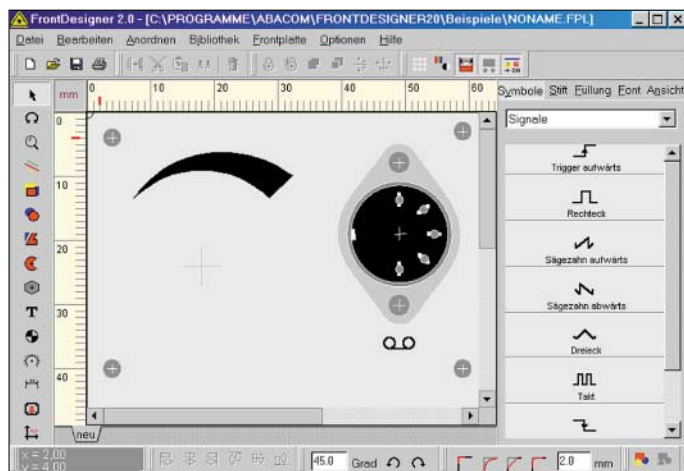 FrontDesigner 2.0 - [C:\PROGRAMME\ABACOM\FRONTDESIGNER20\Beispiele\NONAME.FPL]
Datei Bearbeiten Anordnen Bibliothek Frontplatte Optionen Hilfe
mm 0 10 20 30 40 50 60
Symbole Stift Füllung Font Ansicht
Signale
0
10
20
30
40
Trigger aufwärts
Rechteck
Sägezahn aufwärts
Sägezahn abwärts
Dreieck
Takt
T
neu
x = 2,00
y = 4,00
45.0 Grad
2.0 mm